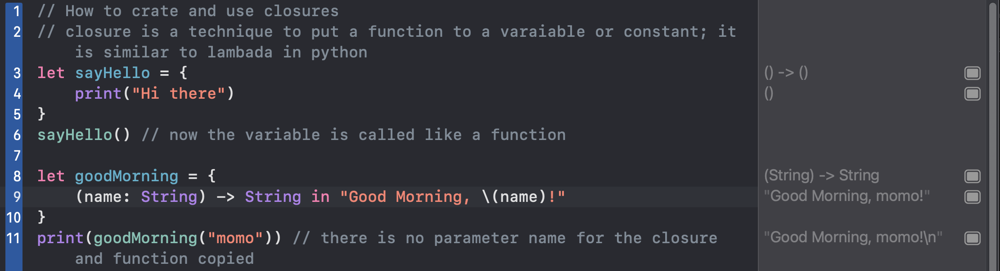 1 // How to crate and use closures
2 // closure is a technique to put a function to a varaiable or constant; it
is similar to lambada in python
3 let sayHello = { () -> ()
4 print("Hi there") ()
5 }
6 sayHello() // now the variable is called like a function
7
8 let goodMorning = { (String) -> String
9 (name: String) -> String in "Good Morning, \(name)!" "Good Morning, momo!"
10 }
11 print(goodMorning("momo")) // there is no parameter name for the closure "Good Morning, momo!\n"
and function copied